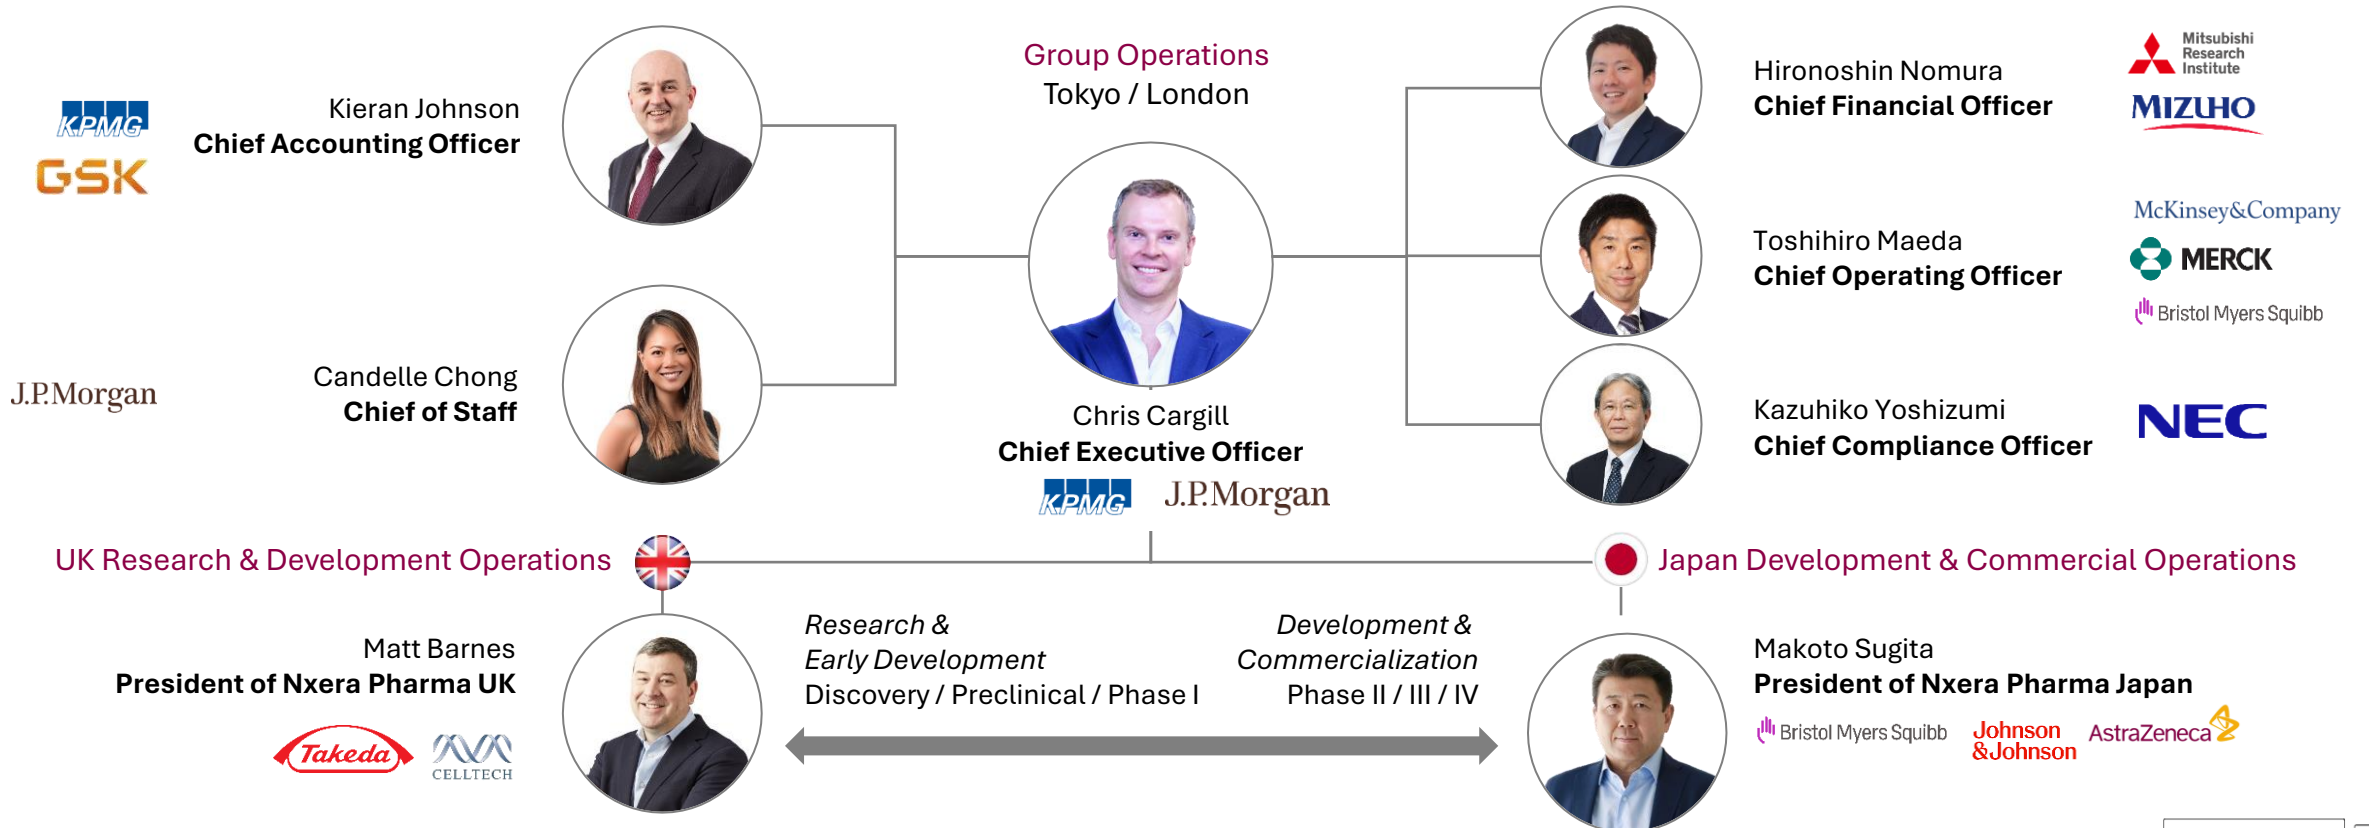 Group Operations
Tokyo / London
KPMG
GSK
Kieran Johnson
Chief Accounting Officer
J.P.Morgan
Candelle Chong
Chief of Staff
Chris Cargill
Chief Executive Officer
KPMG
J.P.Morgan
Hironoshin Nomura
Chief Financial Officer
Mitsubishi
Research
Institute
MIZUHO
Toshihiro Maeda
Chief Operating Officer
McKinsey&Company
MERCK
Bristol Myers Squibb
Kazuhiko Yoshizumi
Chief Compliance Officer
NEC
UK Research & Development Operations
Matt Barnes
President of Nxera Pharma UK
Takeda
CELLTECH
Research &
Early Development
Discovery / Preclinical / Phase I
Development &
Commercialization
Phase II / III / IV
Japan Development & Commercial Operations
Makoto Sugita
President of Nxera Pharma Japan
Bristol Myers Squibb
Johnson
&Johnson
AstraZeneca